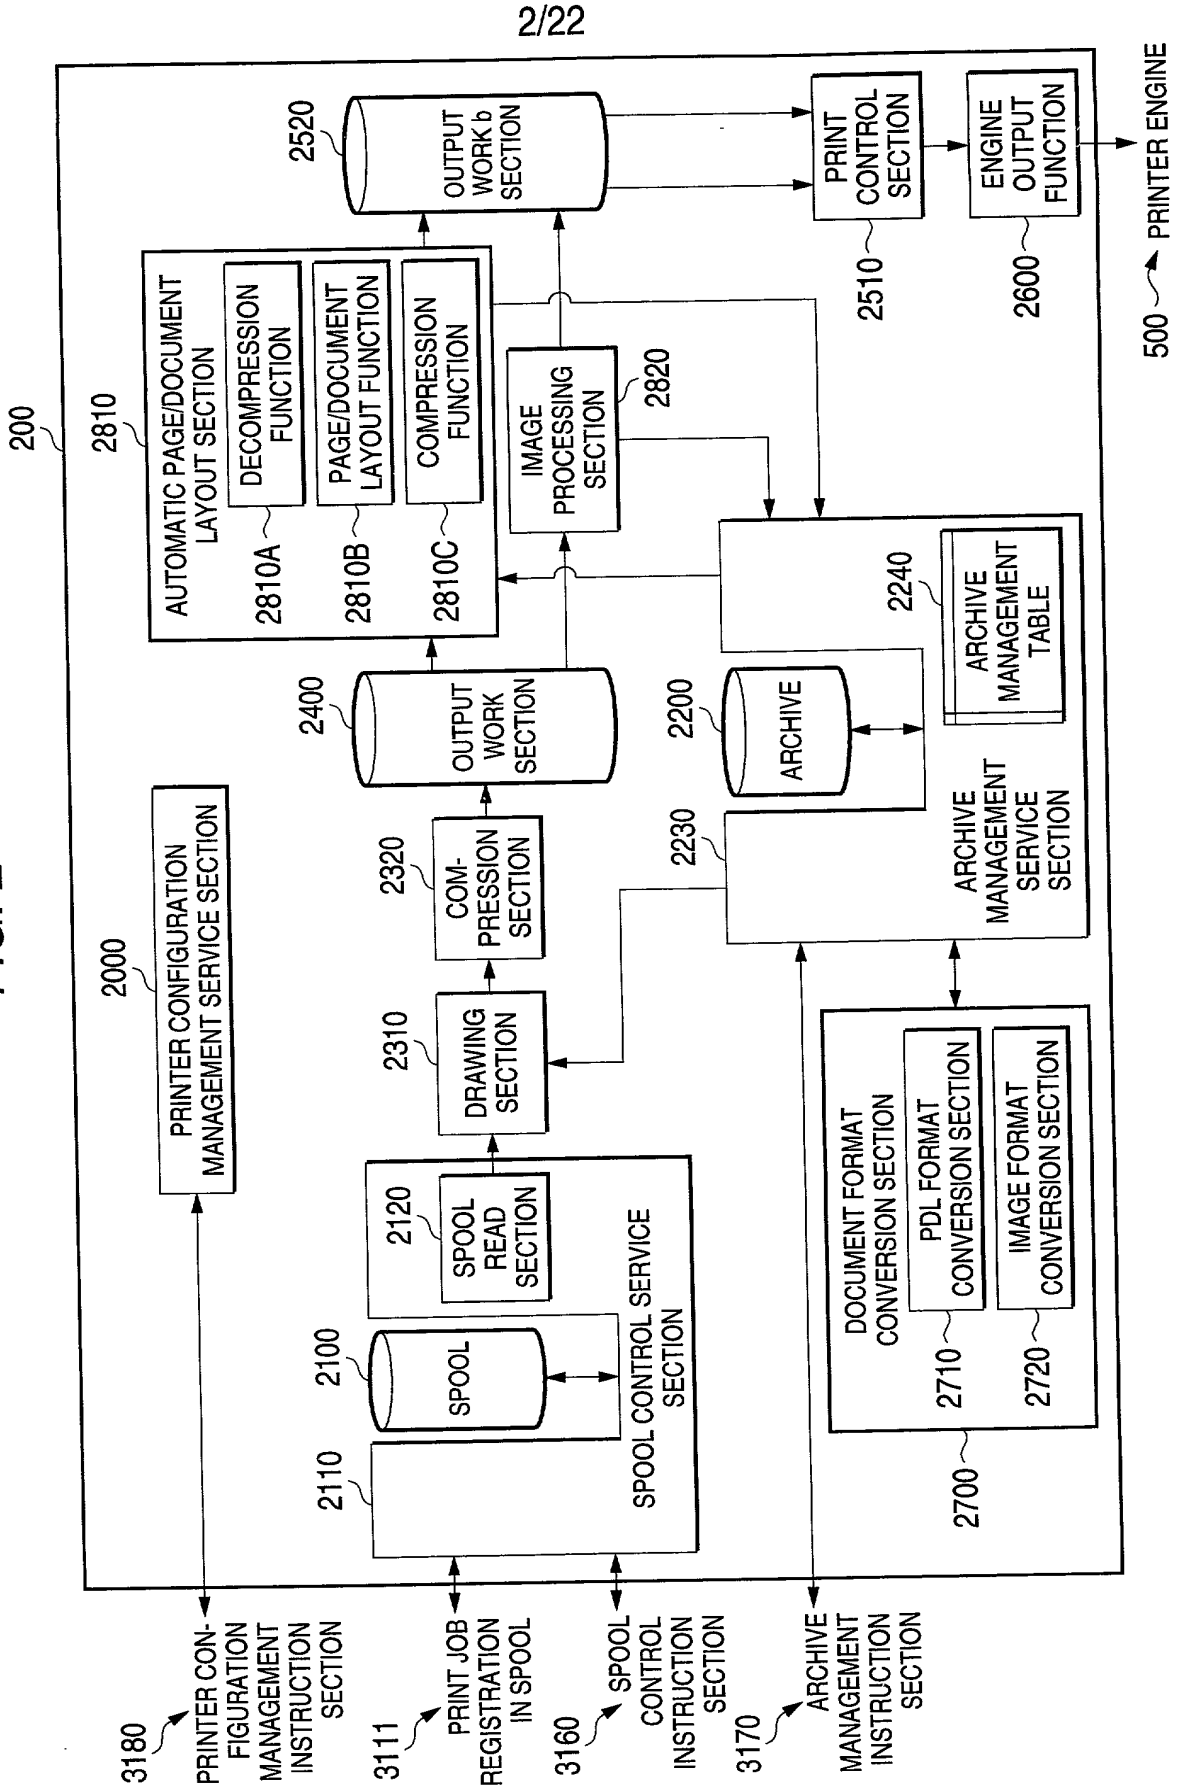 2/22
200
2000
PRINTER CONFIGURATION
MANAGEMENT SERVICE SECTION
2810
AUTOMATIC PAGE/DOCUMENT
LAYOUT SECTION
DECOMPRESSION
FUNCTION
2810A
PAGE/DOCUMENT
LAYOUT FUNCTION
2810B
COMPRESSION
FUNCTION
2810C
2520
OUTPUT
WORK b
SECTION
2100
SPOOL
2110
2120
SPOOL
READ
SECTION
SPOOL CONTROL SERVICE
SECTION
2310
DRAWING
SECTION
2320
COM-
PRESSION
SECTION
2400
OUTPUT
WORK
SECTION
IMAGE
PROCESSING
SECTION
2820
2200
ARCHIVE
2230
2240
ARCHIVE
MANAGEMENT
TABLE
ARCHIVE
MANAGEMENT
SERVICE
SECTION
PRINT
CONTROL
SECTION
2510
ENGINE
OUTPUT
FUNCTION
2600
500
PRINTER ENGINE
DOCUMENT FORMAT
CONVERSION SECTION
PDL FORMAT
CONVERSION SECTION
2710
IMAGE FORMAT
CONVERSION SECTION
2720
2700
3180
PRINTER CON-
FIGURATION
MANAGEMENT
INSTRUCTION
SECTION
3111
PRINT JOB
REGISTRATION
IN SPOOL
3160
SPOOL
CONTROL
INSTRUCTION
SECTION
3170
ARCHIVE
MANAGEMENT
INSTRUCTION
SECTION